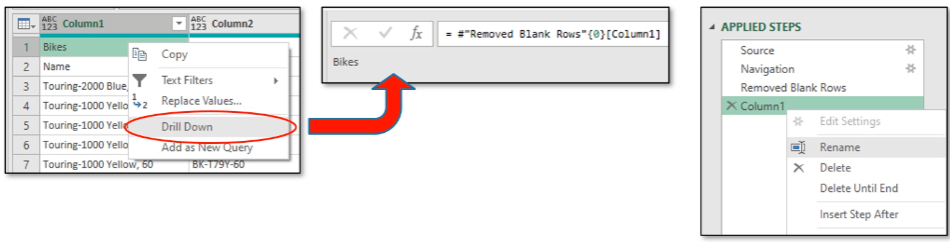 ABC 123 Column1 ABC 123 Column2
1 Bikes
2 Name
3 Touring-2000 Blue,
4 Touring-1000 Yello
5 Touring-1000 Yello
6 Touring-1000 Yello
7 Touring-1000 Yellow, 60 BK-T79Y-60
Copy
Text Filters
1 2 Replace Values...
Drill Down
Add as New Query
fx = #"Removed Blank Rows"{0}[Column1]
Bikes
APPLIED STEPS
Source
Navigation
Removed Blank Rows
Column1
Edit Settings
Rename
Delete
Delete Until End
Insert Step After